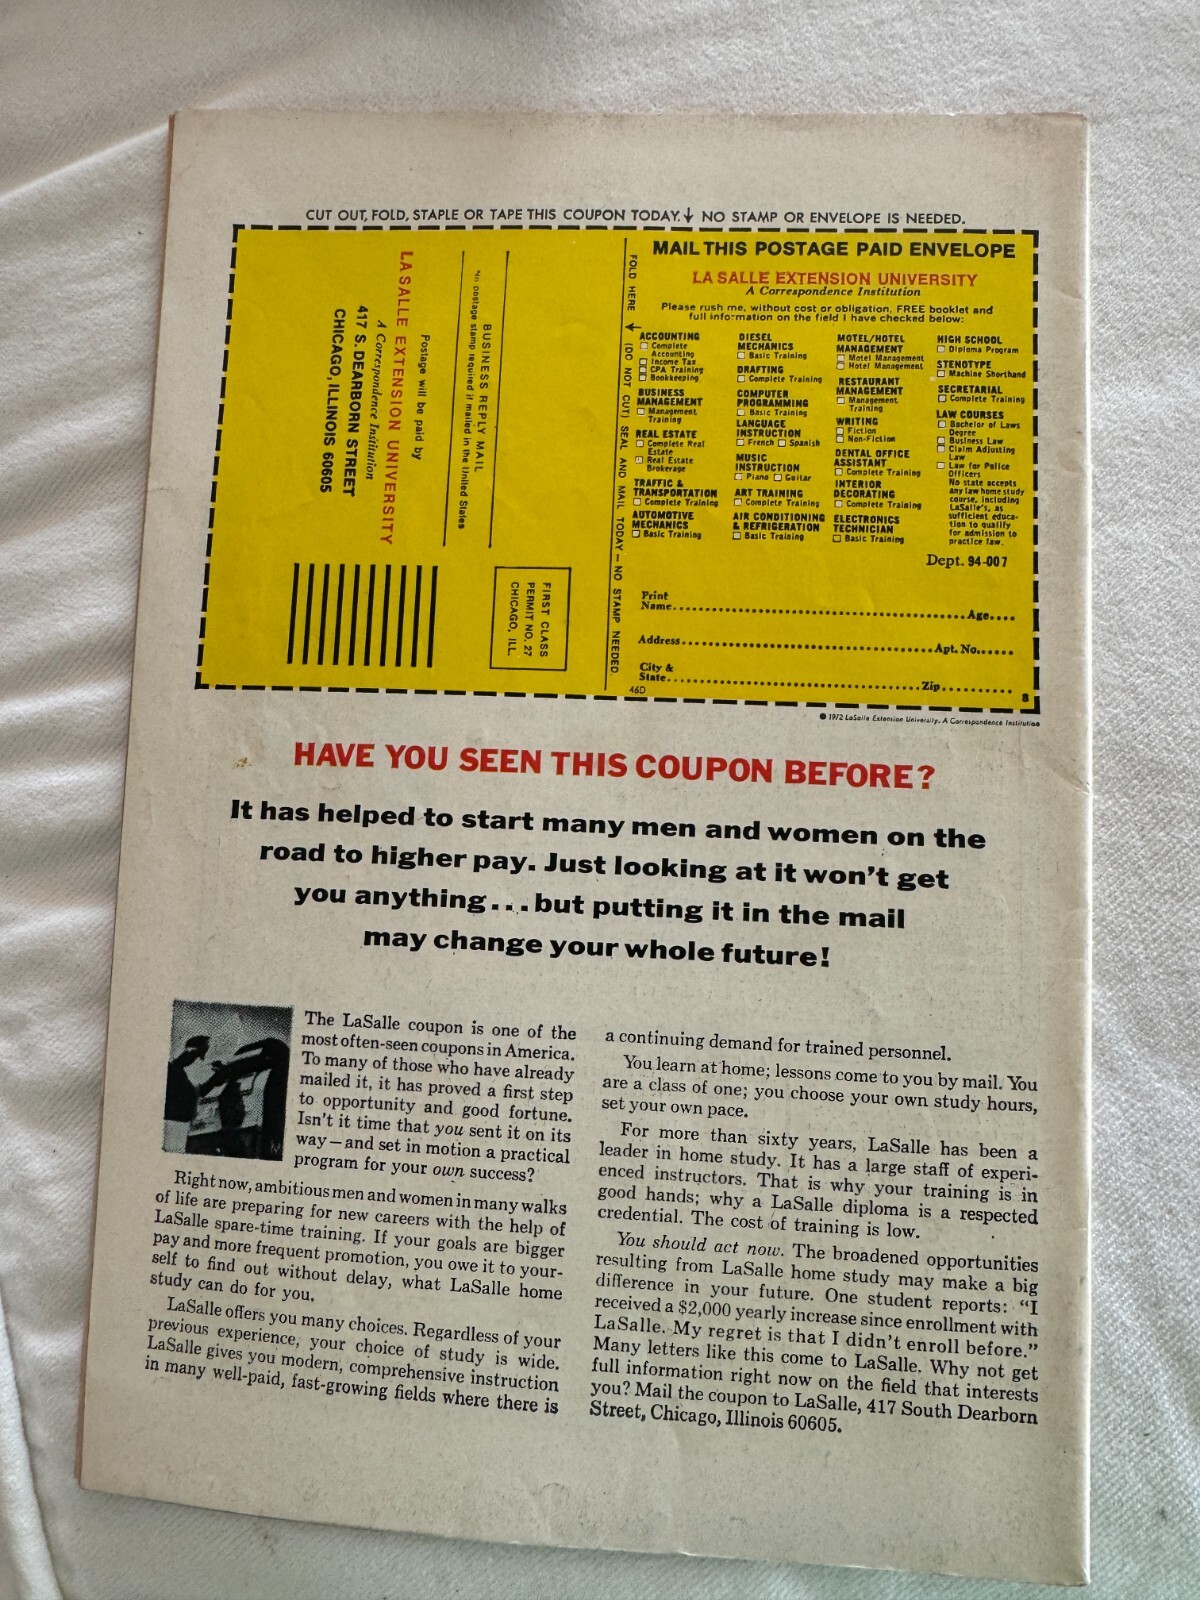 CUT OUT, FOLD, STAPLE OR TAPE THIS COUPON TODAY.↓ NO STAMP OR ENVELOPE IS NEEDED.
BUSINESS REPLY MAIL
No postage stamp required if mailed in the United States
Postage will be paid by
LA SALLE EXTENSION UNIVERSITY
A Correspondence Institution
417 S. DEARBORN STREET
CHICAGO, ILLINOIS 60605
FIRST CLASS
PERMIT NO. 27
CHICAGO, ILL.
FOLD HERE ↓ (DO NOT CUT) SEAL AND MAIL TODAY — NO STAMP NEEDED.
MAIL THIS POSTAGE PAID ENVELOPE
LA SALLE EXTENSION UNIVERSITY
A Correspondence Institution
Please rush me, without cost or obligation, FREE booklet and
full information on the field I have checked below:
ACCOUNTING
☐ Complete
Accounting
☐ Income Tax
☐ CPA Training
☐ Bookkeeping
BUSINESS
MANAGEMENT
☐ Management
Training
REAL ESTATE
☐ Complete Real
Estate
☐ Real Estate
Brokerage
TRAFFIC &
TRANSPORTATION
☐ Complete Training
AUTOMOTIVE
MECHANICS
☐ Basic Training
DIESEL
MECHANICS
☐ Basic Training
DRAFTING
☐ Complete Training
COMPUTER
PROGRAMMING
☐ Basic Training
LANGUAGE
INSTRUCTION
☐ French ☐ Spanish
MUSIC
INSTRUCTION
☐ Piano ☐ Guitar
ART TRAINING
☐ Complete Training
AIR CONDITIONING
& REFRIGERATION
☐ Basic Training
MOTEL/HOTEL
MANAGEMENT
☐ Motel Management
☐ Hotel Management
RESTAURANT
MANAGEMENT
☐ Management
Training
WRITING
☐ Fiction
☐ Non-Fiction
DENTAL OFFICE
ASSISTANT
☐ Complete Training
INTERIOR
DECORATING
☐ Complete Training
ELECTRONICS
TECHNICIAN
☐ Basic Training
HIGH SCHOOL
☐ Diploma Program
STENOTYPE
☐ Machine Shorthand
SECRETARIAL
☐ Complete Training
LAW COURSES
☐ Bachelor of Laws
Degree
☐ Business Law
☐ Claim Adjusting
Law
☐ Law for Police
Officers
No state accepts
any law home study
course, including
LaSalle's, as
sufficient educa-
tion to qualify
for admission to
practice law.
Dept. 94-007
Print
Name..........Age....
Address..........Apt. No......
City &
State..........Zip..........
46D
8
© 1972 LaSalle Extension University, A Correspondence Institution
HAVE YOU SEEN THIS COUPON BEFORE?
It has helped to start many men and women on the
road to higher pay. Just looking at it won't get
you anything...but putting it in the mail
may change your whole future!
The LaSalle coupon is one of the
most often-seen coupons in America.
To many of those who have already
mailed it, it has proved a first step
to opportunity and good fortune.
Isn't it time that you sent it on its
way—and set in motion a practical
program for your own success?
Right now, ambitious men and women in many walks
of life are preparing for new careers with the help of
LaSalle spare-time training. If your goals are bigger
pay and more frequent promotion, you owe it to your-
self to find out without delay, what LaSalle home
study can do for you.
LaSalle offers you many choices. Regardless of your
previous experience, your choice of study is wide.
LaSalle gives you modern, comprehensive instruction
in many well-paid, fast-growing fields where there is
a continuing demand for trained personnel.
You learn at home; lessons come to you by mail. You
are a class of one; you choose your own study hours,
set your own pace.
For more than sixty years, LaSalle has been a
leader in home study. It has a large staff of experi-
enced instructors. That is why your training is in
good hands; why a LaSalle diploma is a respected
credential. The cost of training is low.
You should act now. The broadened opportunities
resulting from LaSalle home study may make a big
difference in your future. One student reports: "I
received a $2,000 yearly increase since enrollment with
LaSalle. My regret is that I didn't enroll before."
Many letters like this come to LaSalle. Why not get
full information right now on the field that interests
you? Mail the coupon to LaSalle, 417 South Dearborn
Street, Chicago, Illinois 60605.